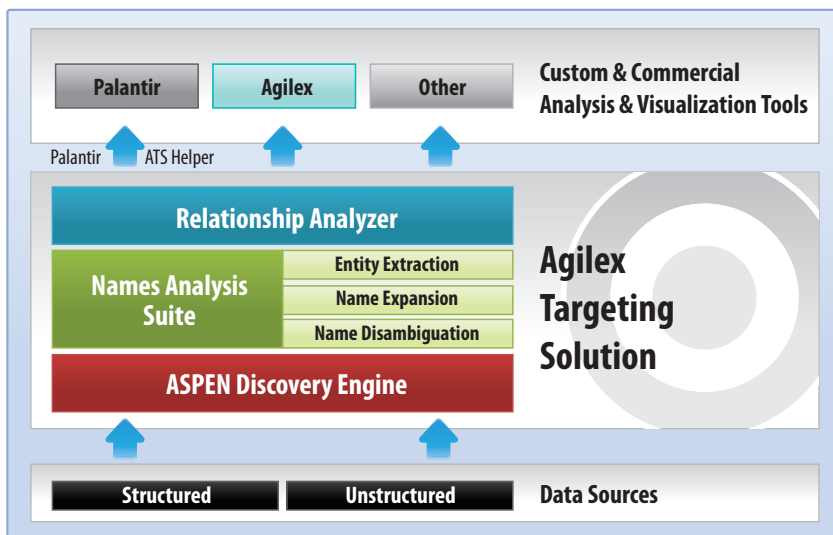 Palantir
Agilex
Other
Custom & Commercial
Analysis & Visualization Tools
Palantir
ATS Helper
Relationship Analyzer
Names Analysis
Suite
Entity Extraction
Name Expansion
Name Disambiguation
ASPEN Discovery Engine
Agilex
Targeting
Solution
Structured
Unstructured
Data Sources